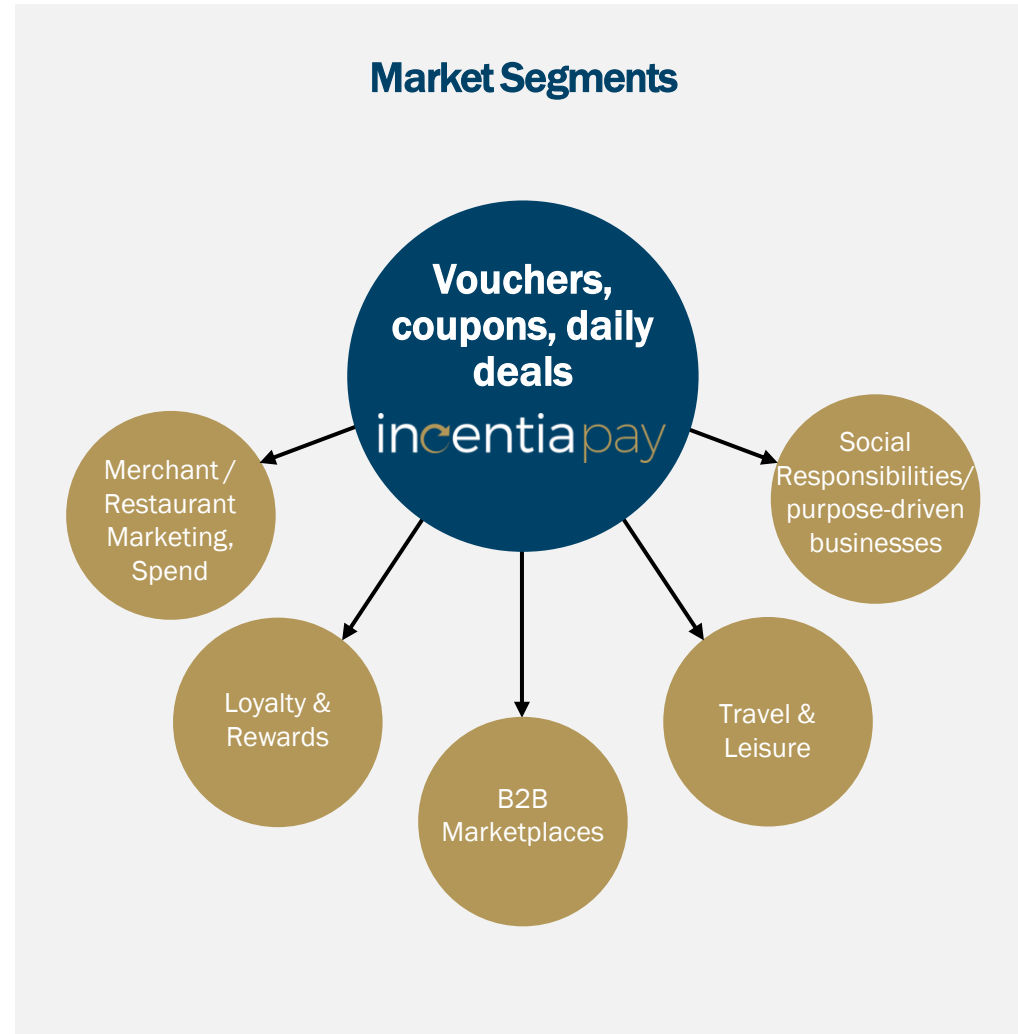 Market Segments
Vouchers,
coupons, daily
deals
incentiapay
Merchant /
Restaurant
Marketing,
Spend
Loyalty &
Rewards
B2B
Marketplaces
Travel &
Leisure
Social
Responsibilities/
purpose-driven
businesses